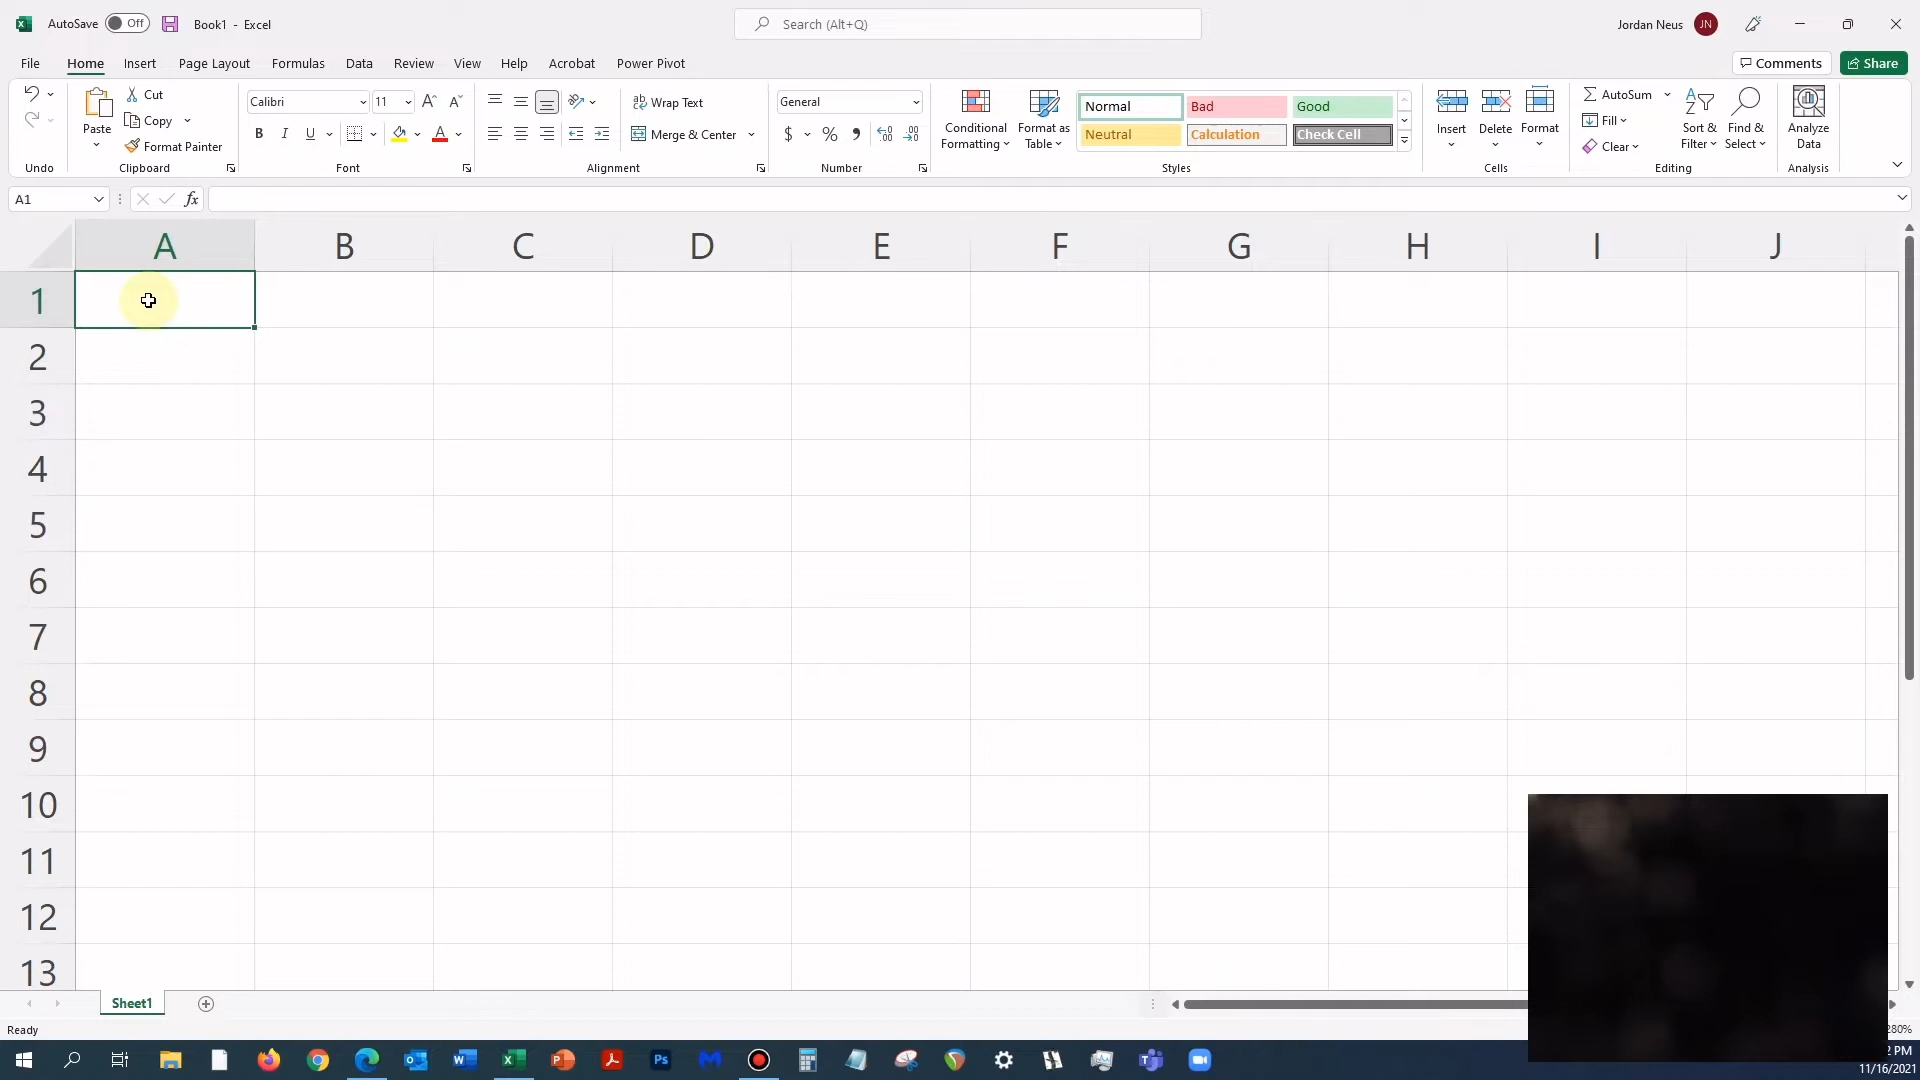 AutoSave Off Book1 - Excel Search (Alt+Q) Jordan Neus JN
File Home Insert Page Layout Formulas Data Review View Help Acrobat Power Pivot Comments Share
Cut Calibri 11 Wrap Text General Normal Bad Good AutoSum
Copy Fill
Paste Conditional Format as Insert Delete Format Sort & Find & Analyze
B I U Merge & Center $ % Neutral Calculation Check Cell
Format Painter Formatting Table Clear Filter Select Data
Undo Clipboard Font Alignment Number Styles Cells Editing Analysis
A1 fx
A B C D E F G H I J
1
2
3
4
5
6
7
8
9
10
11
12
13
Sheet1
Ready 280%
2 PM
11/16/2021